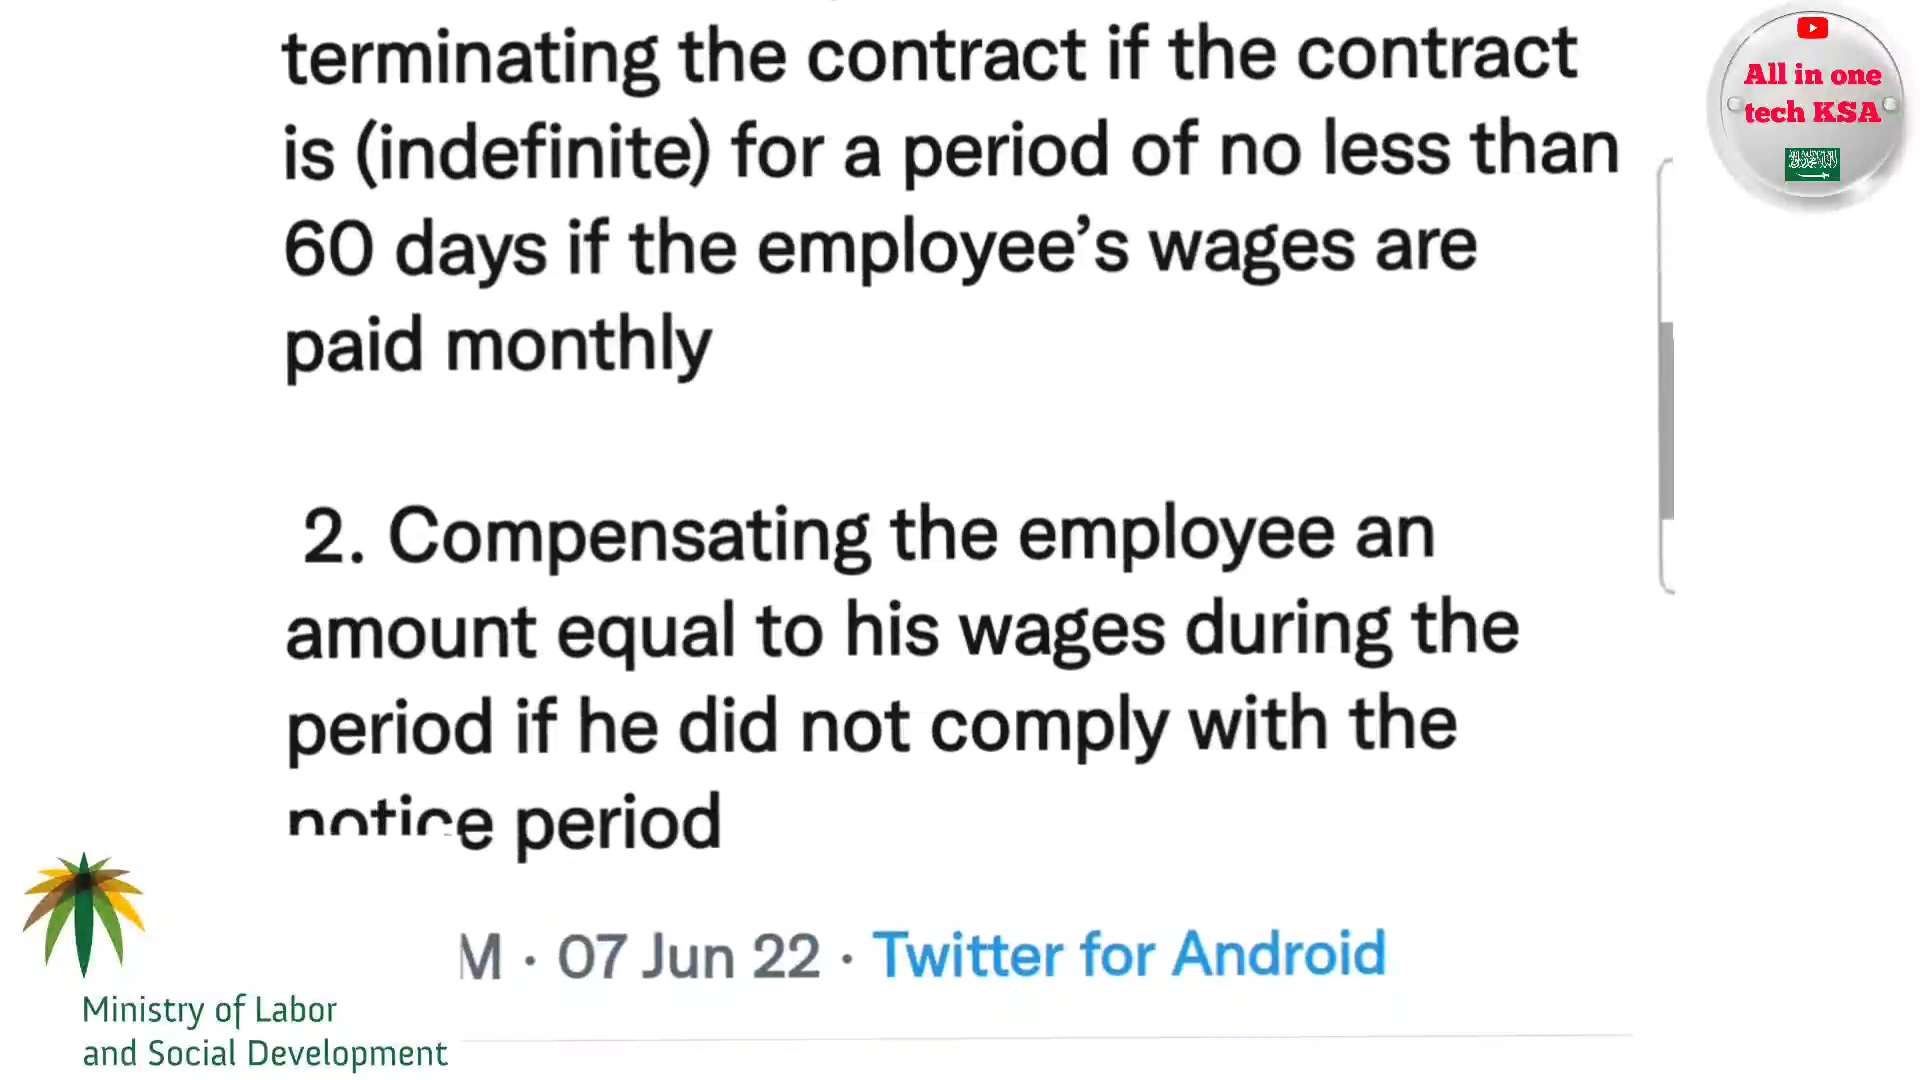 terminating the contract if the contract
is (indefinite) for a period of no less than
60 days if the employee’s wages are
paid monthly
2. Compensating the employee an
amount equal to his wages during the
period if he did not comply with the
notice period
M · 07 Jun 22 · Twitter for Android
All in one
tech KSA
Ministry of Labor
and Social Development